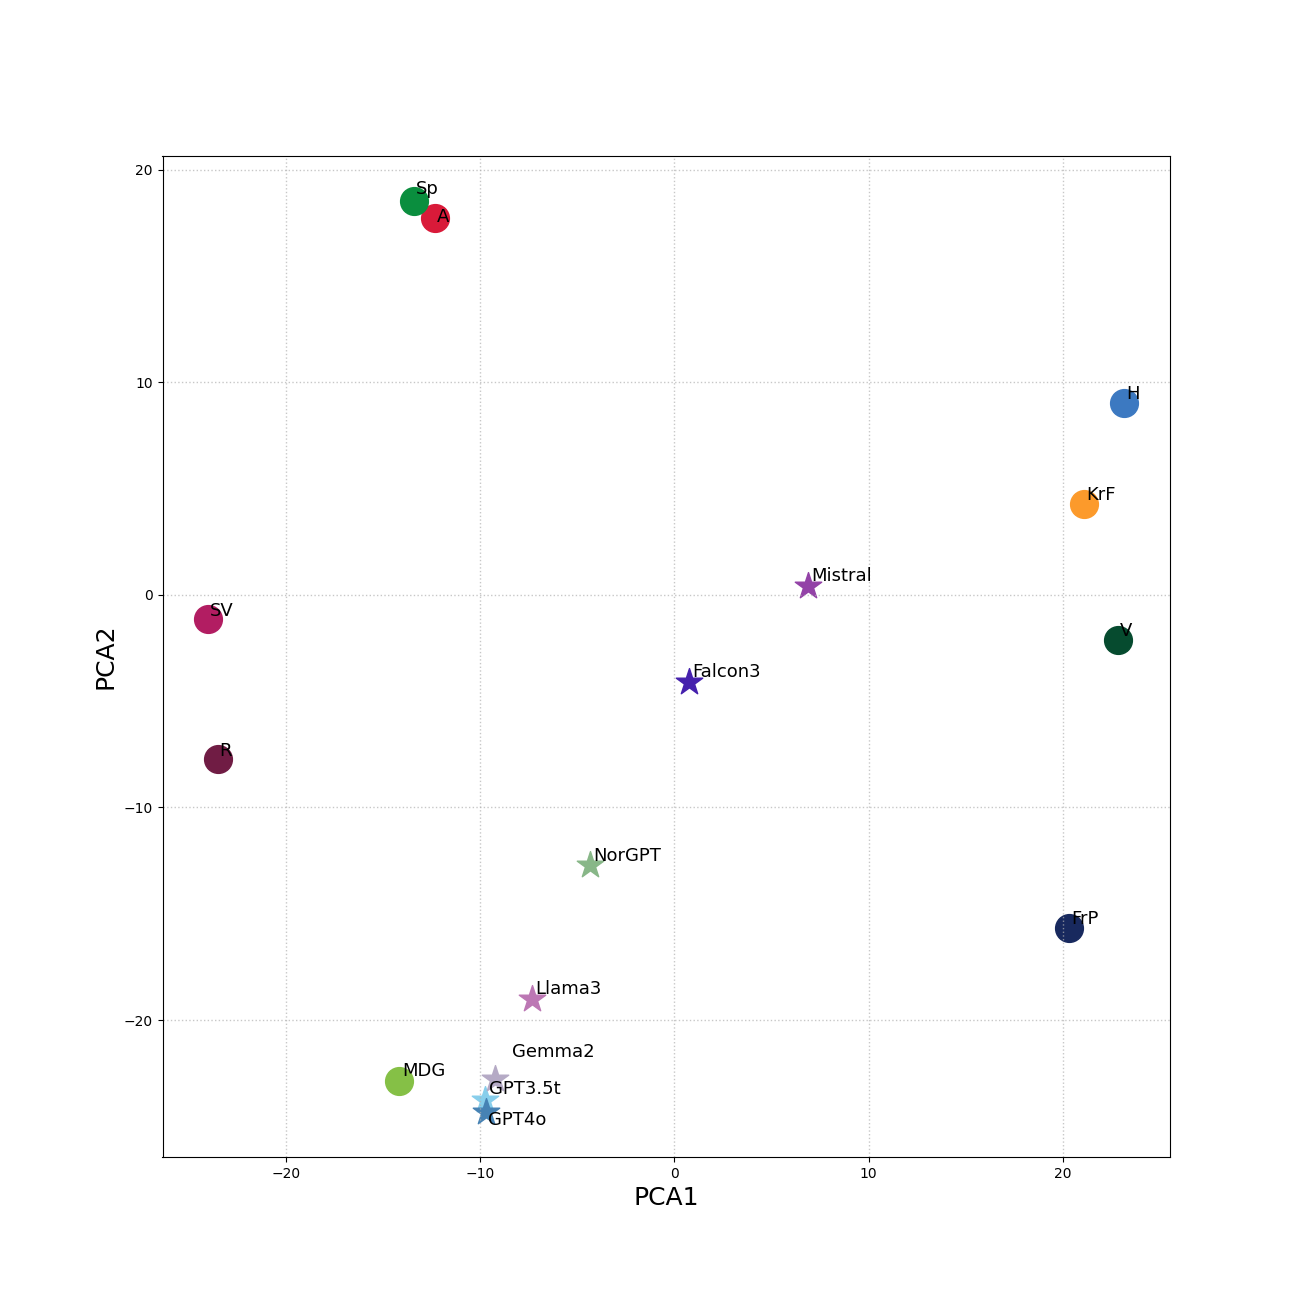 20
10
0
−10
−20
PCA2
Sp
A
H
KrF
Mistral
SV
V
Falcon3
R
NorGPT
FrP
Llama3
Gemma2
MDG
GPT3.5t
GPT4o
−20
−10
0
10
20
PCA1